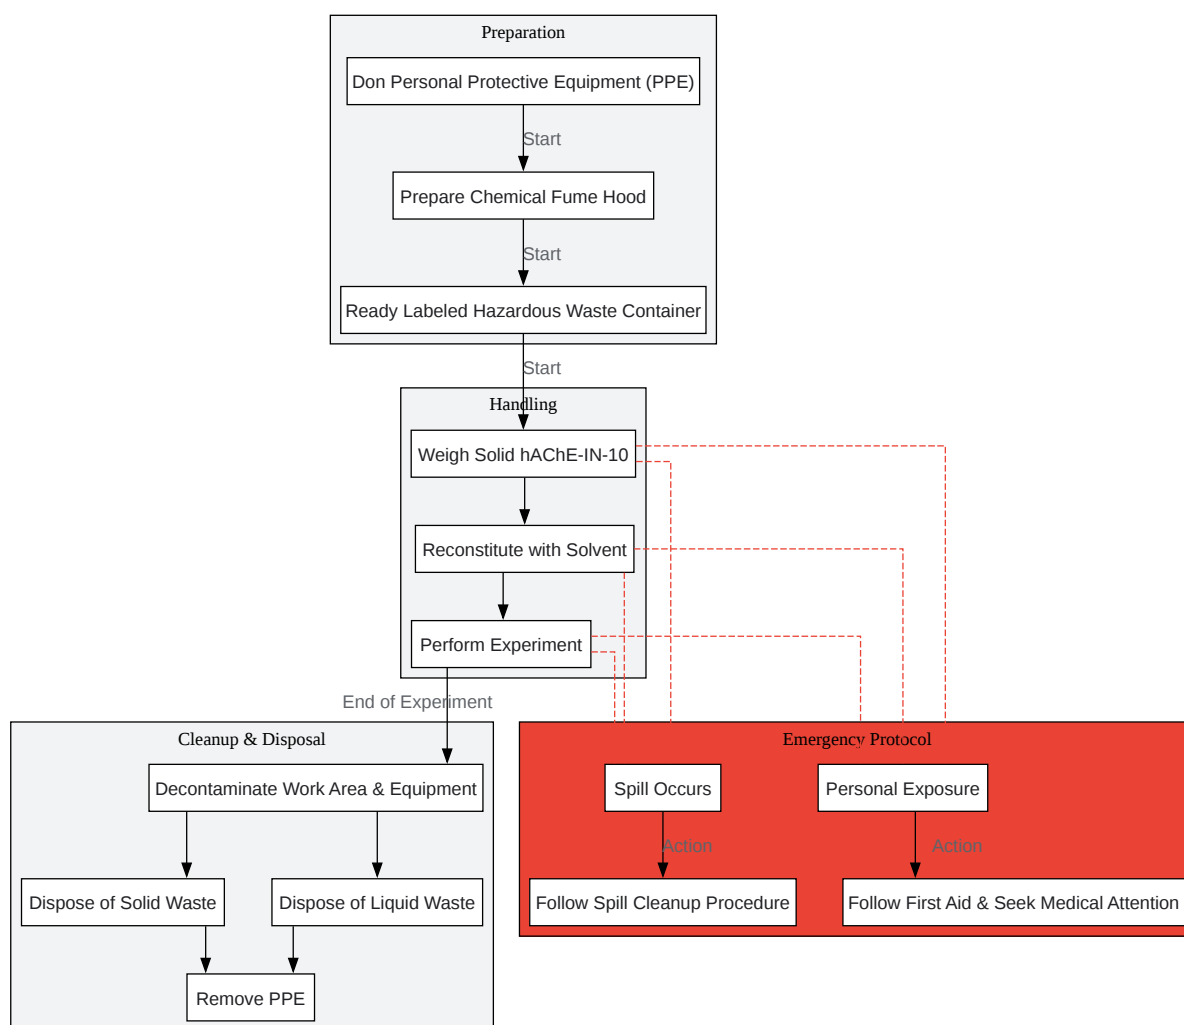 Preparation
Don Personal Protective Equipment (PPE)
Start
Prepare Chemical Fume Hood
Start
Ready Labeled Hazardous Waste Container
Start
Handling
Weigh Solid hAChE-IN-10
Reconstitute with Solvent
Perform Experiment
End of Experiment
Cleanup & Disposal
Decontaminate Work Area & Equipment
Dispose of Solid Waste
Dispose of Liquid Waste
Remove PPE
Emergency Protocol
Spill Occurs
Personal Exposure
Action
Action
Follow Spill Cleanup Procedure
Follow First Aid & Seek Medical Attention